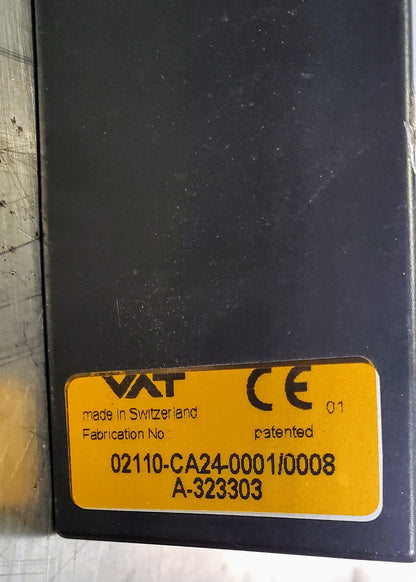 VAT CE 01
made in Switzerland
Fabrication No : patented
02110-CA24-0001/0008
A-323303